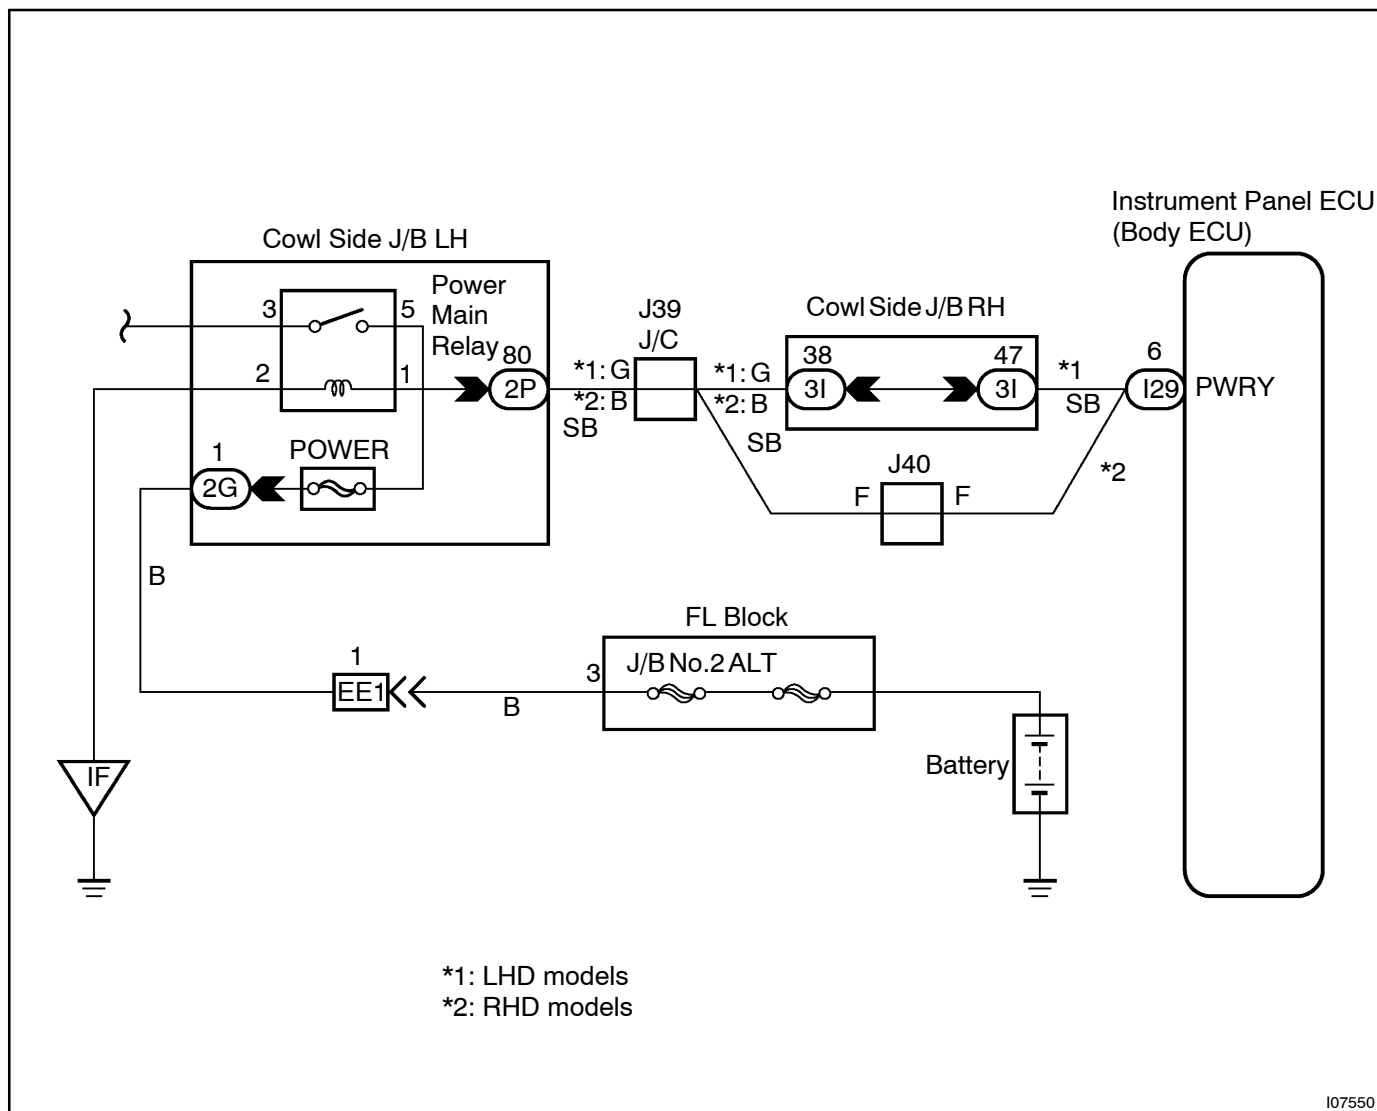 Instrument Panel ECU
(Body ECU)
Cowl Side J/B LH
Power
Main
Relay
3
5
2
1
80
2P
J39
J/C
*1: G
*2: B
SB
*1: G
*2: B
SB
Cowl Side J/B RH
38
3I
47
3I
*1
SB
6
I29
PWRY
*2
J40
F
F
1
2G
POWER
B
FL Block
J/B No.2 ALT
3
1
EE1
B
Battery
IF
*1: LHD models
*2: RHD models
I07550